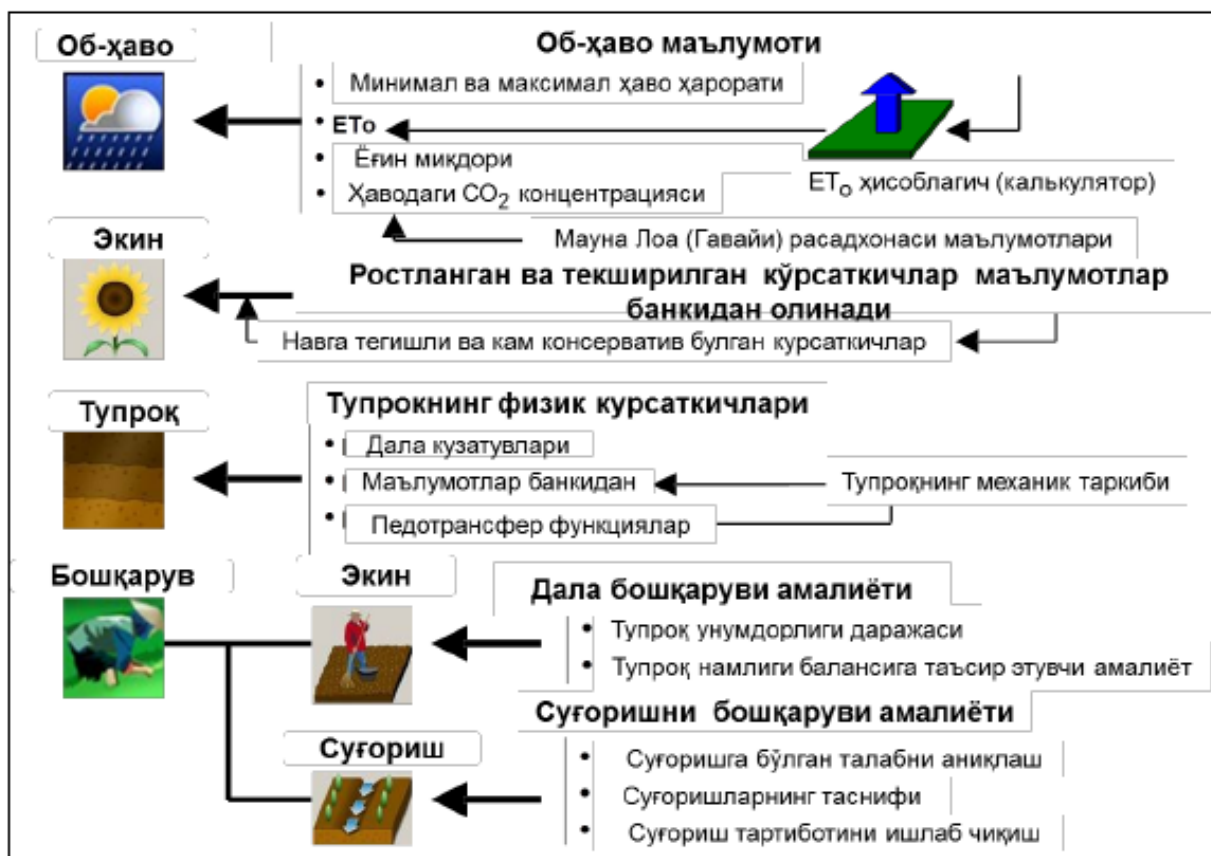 Об-ҳаво
Об-ҳаво маълумоти
Минимал ва максимал ҳаво ҳарорати
ETo
Ёғин миқдори
Ҳаводаги CO₂ концентрацияси
ETo ҳисоблагич (калькулятор)
Мауна Лоа (Гавайи) расадхонаси маълумотлари
Экин
Ростланган ва текширилган кўрсаткичлар маълумотлар
банкидан олинади
Навга тегишли ва кам консерватив булган курсаткичлар
Тупроқ
Тупрокнинг физик курсаткичлари
Дала кузатувлари
Маълумотлар банкидан
Тупроқнинг механик таркиби
Педотрансфер функциялар
Бошқарув
Экин
Дала бошқаруви амалиёти
Тупроқ унумдорлиги даражаси
Тупроқ намлиги балансига таъсир этувчи амалиёт
Суғоришни бошқаруви амалиёти
Суғориш
Суғоришга бўлган талабни аниқлаш
Суғоришларнинг таснифи
Суғориш тартиботини ишлаб чиқиш